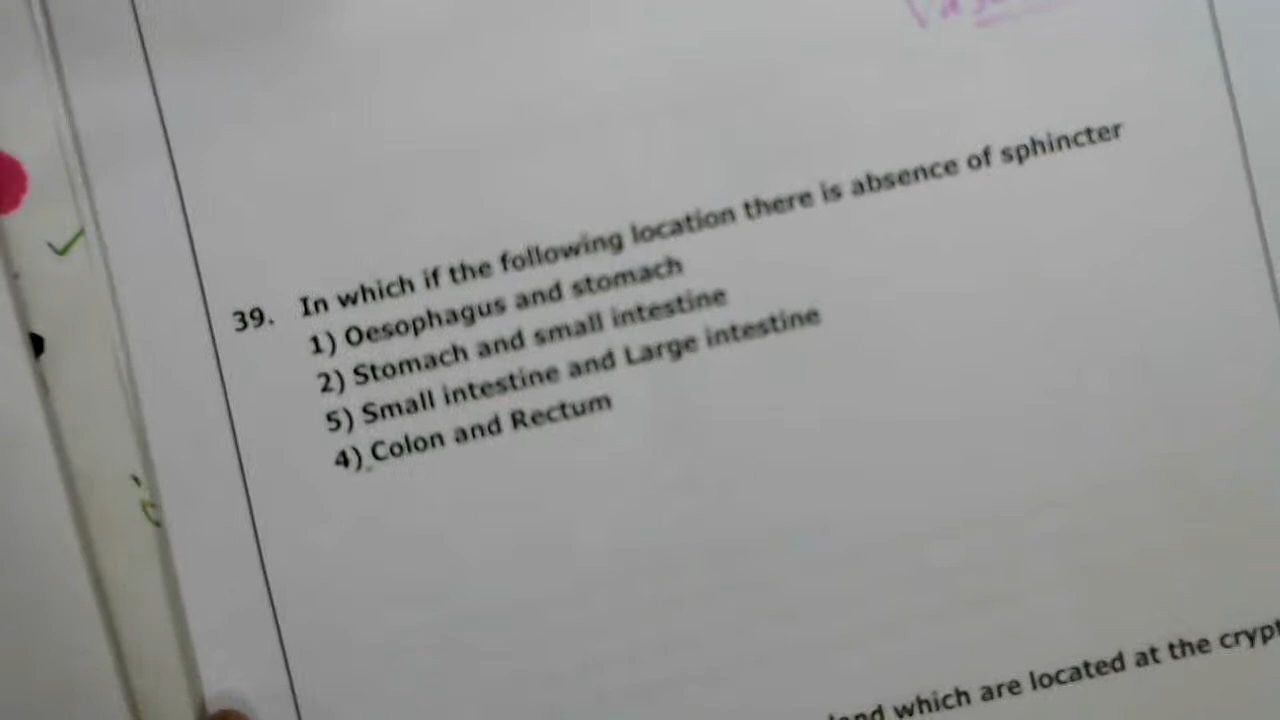 39. In which if the following location there is absence of sphincter
1) Oesophagus and stomach
2) Stomach and small intestine
5) Small intestine and Large intestine
4) Colon and Rectum
which are located at the crypt